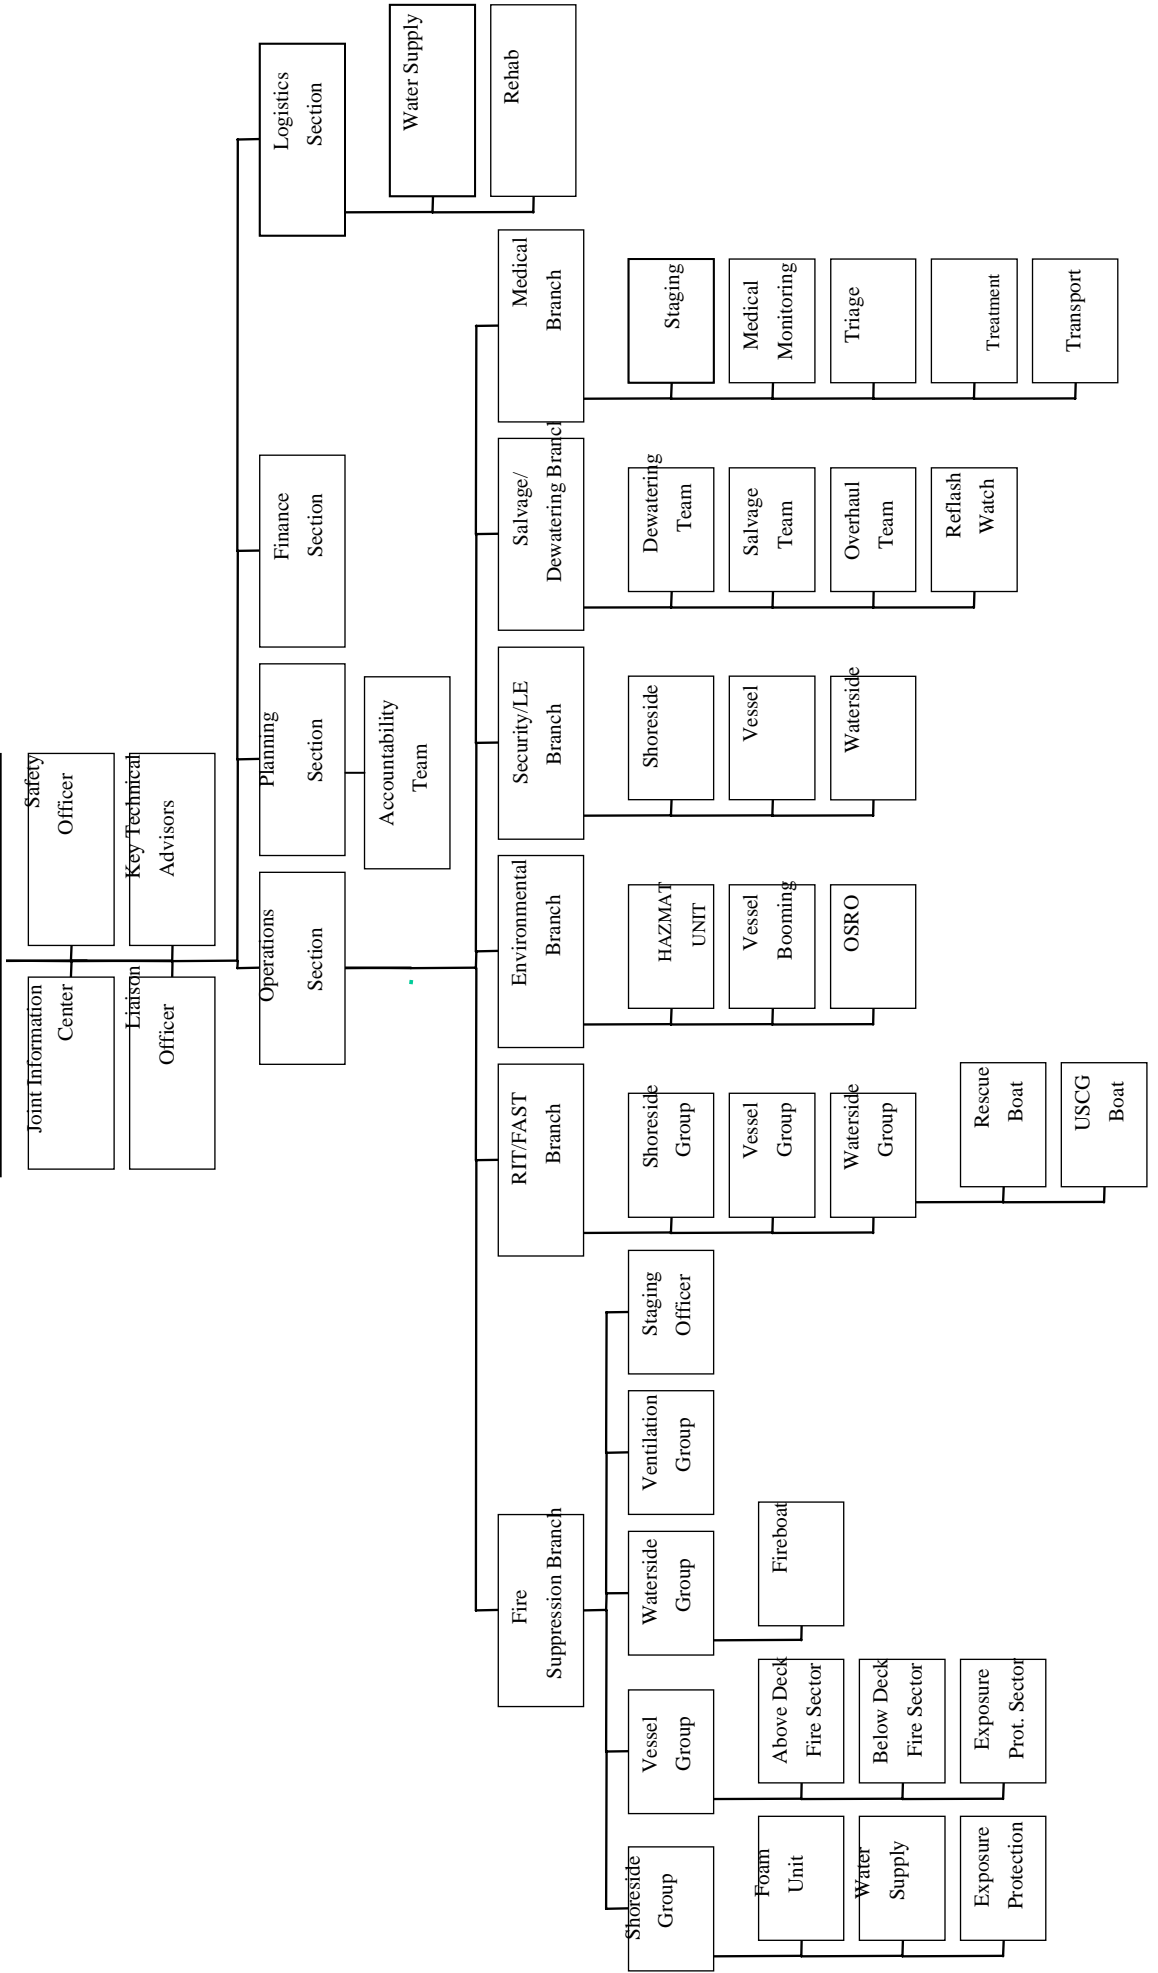 Joint Information
Center
Safety
Officer
Liaison
Officer
Key Technical
Advisors
Operations
Section
Planning
Section
Finance
Section
Logistics
Section
Accountability
Team
Water Supply
Rehab
Fire
Suppression Branch
RIT/FAST
Branch
Environmental
Branch
Security/LE
Branch
Salvage/
Dewatering Branch
Medical
Branch
Shoreside
Group
Vessel
Group
Waterside
Group
Ventilation
Group
Staging
Officer
Foam
Unit
Water
Supply
Exposure
Protection
Above Deck
Fire Sector
Below Deck
Fire Sector
Exposure
Prot. Sector
Fireboat
Shoreside
Group
Vessel
Group
Waterside
Group
Rescue
Boat
USCG
Boat
HAZMAT
UNIT
Vessel
Booming
OSRO
Shoreside
Vessel
Waterside
Dewatering
Team
Salvage
Team
Overhaul
Team
Reflash
Watch
Staging
Medical
Monitoring
Triage
Treatment
Transport